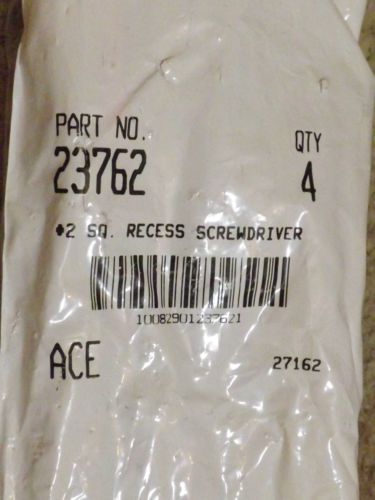 PART NO. QTY
23762 4
#2 SQ. RECESS SCREWDRIVER
10082901237621
ACE 27162